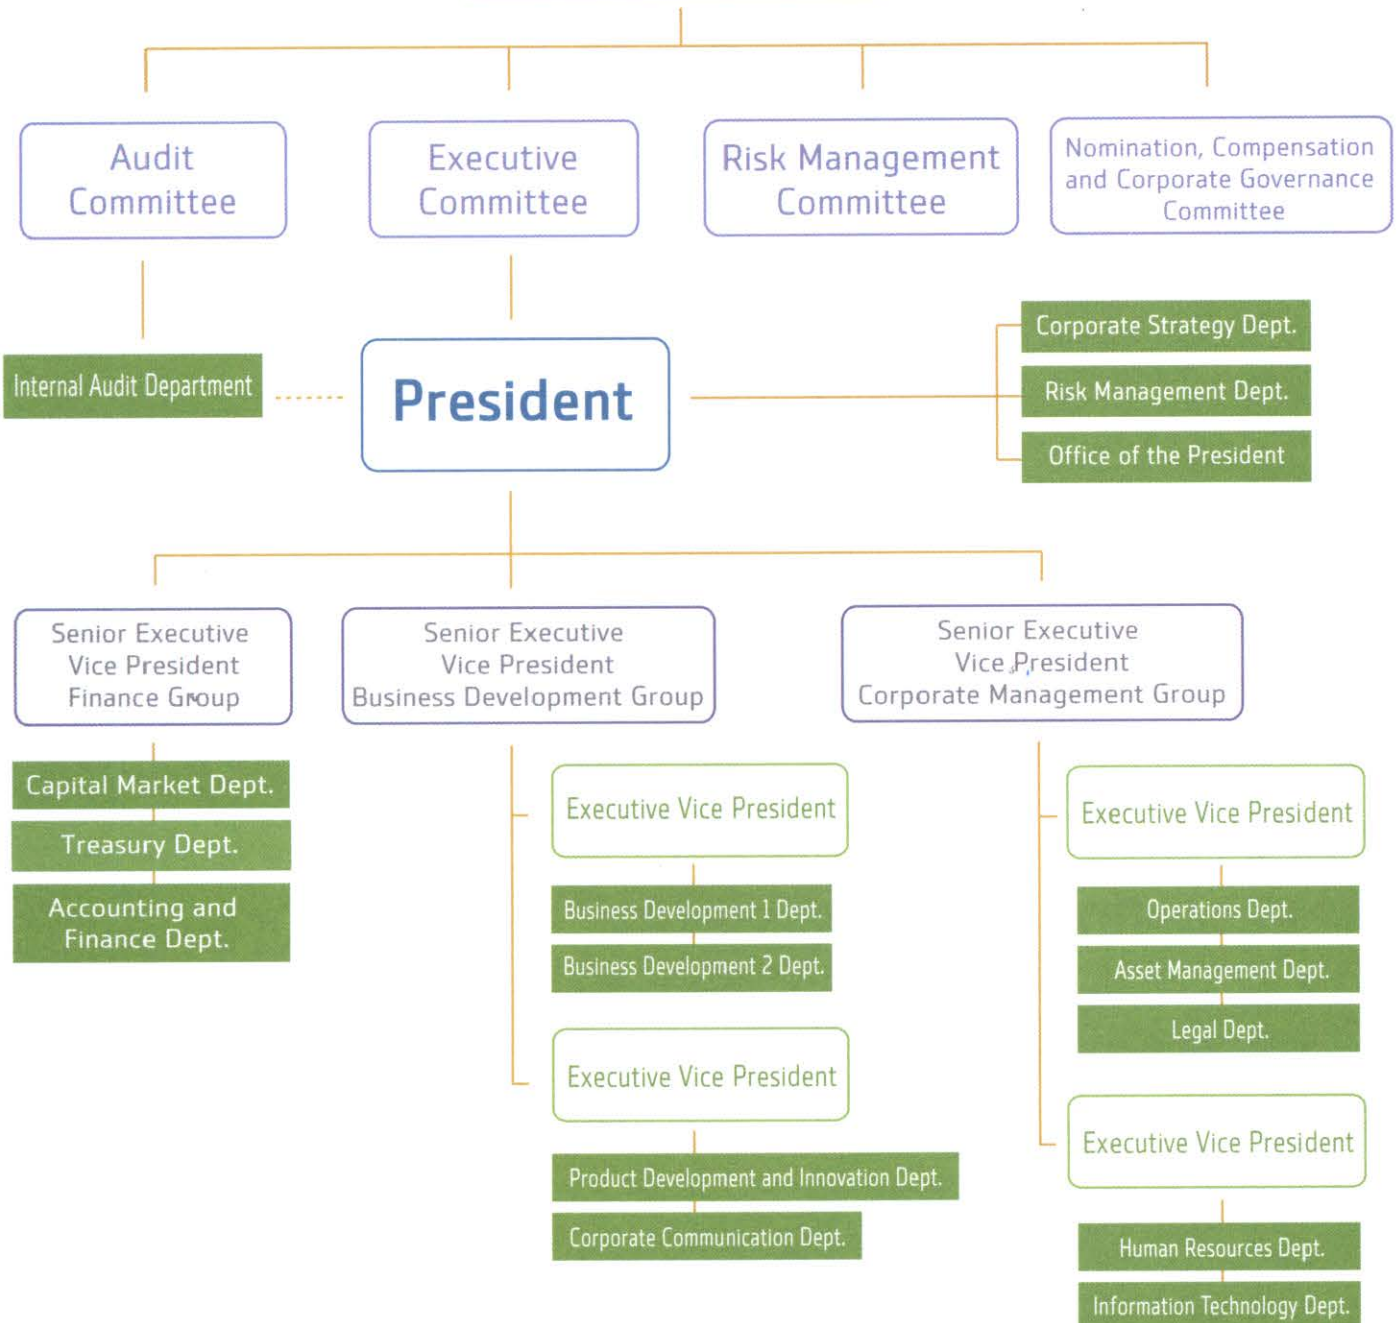 Audit
Committee
Executive
Committee
Risk Management
Committee
Nomination, Compensation
and Corporate Governance
Committee
Internal Audit Department
President
Corporate Strategy Dept.
Risk Management Dept.
Office of the President
Senior Executive
Vice President
Finance Group
Senior Executive
Vice President
Business Development Group
Senior Executive
Vice President
Corporate Management Group
Capital Market Dept.
Treasury Dept.
Accounting and
Finance Dept.
Executive Vice President
Business Development 1 Dept.
Business Development 2 Dept.
Executive Vice President
Product Development and Innovation Dept.
Corporate Communication Dept.
Executive Vice President
Operations Dept.
Asset Management Dept.
Legal Dept.
Executive Vice President
Human Resources Dept.
Information Technology Dept.